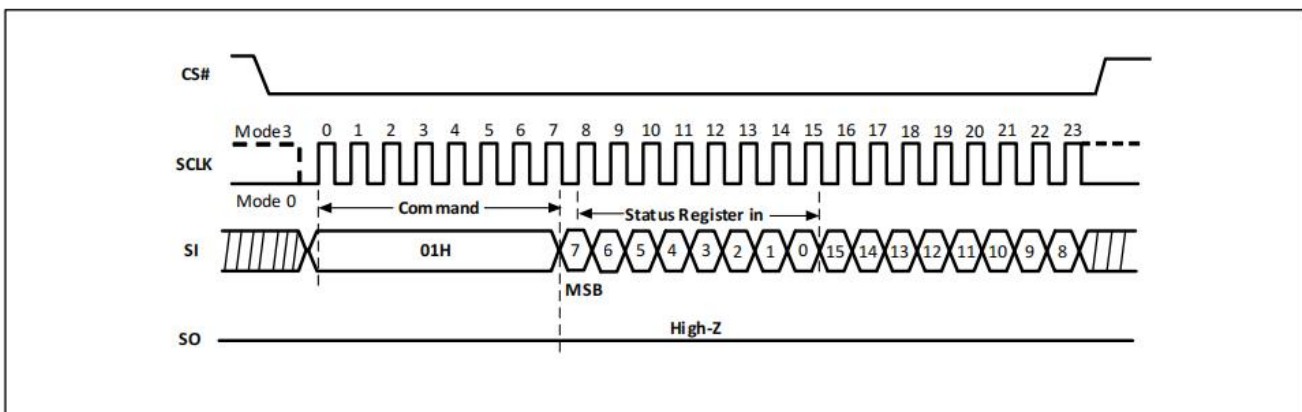 CS#
Mode3 0 1 2 3 4 5 6 7 8 9 10 11 12 13 14 15 16 17 18 19 20 21 22 23
SCLK
Mode 0
Command Status Register in
SI 01H 7 6 5 4 3 2 1 0 15 14 13 12 11 10 9 8
MSB
High-Z
SO